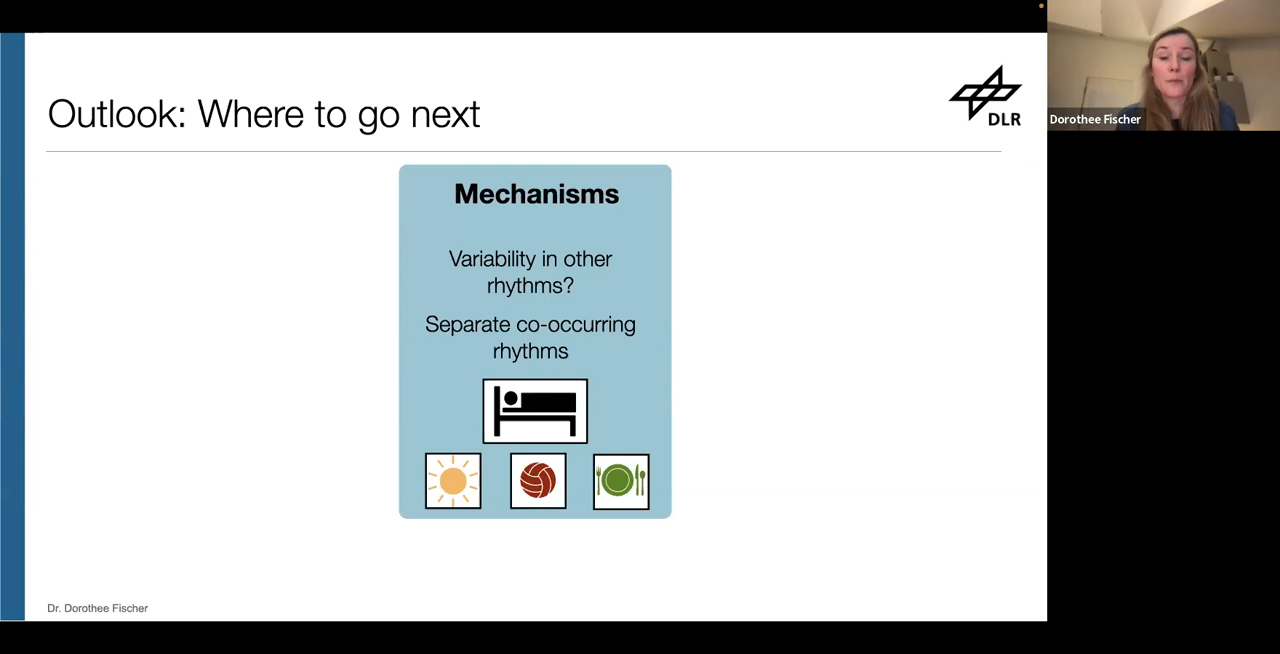 Outlook: Where to go next
DLR
Dorothee Fischer
Mechanisms
Variability in other
rhythms?
Separate co-occurring
rhythms
Dr. Dorothee Fischer